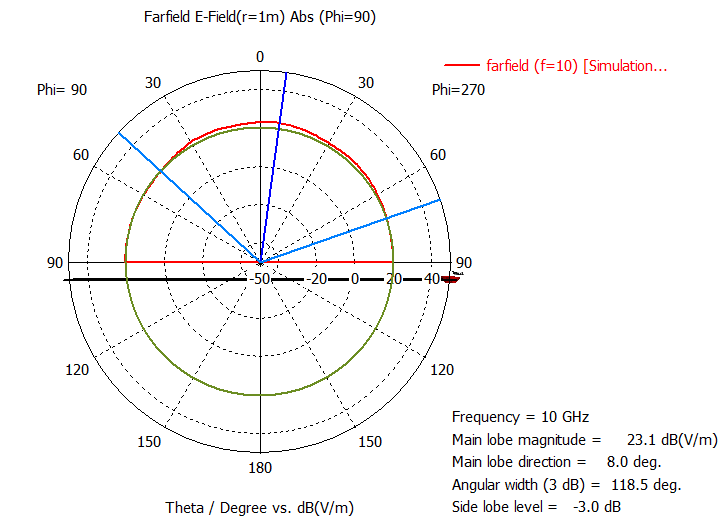 Farfield E-Field(r=1m) Abs (Phi=90)
farfield (f=10) [Simulation...
Phi= 90
Phi=270
0
30
30
60
60
90
90
-50
-20
0
20
40
120
120
150
150
180
Theta / Degree vs. dB(V/m)
Frequency = 10 GHz
Main lobe magnitude = 23.1 dB(V/m)
Main lobe direction = 8.0 deg.
Angular width (3 dB) = 118.5 deg.
Side lobe level = -3.0 dB